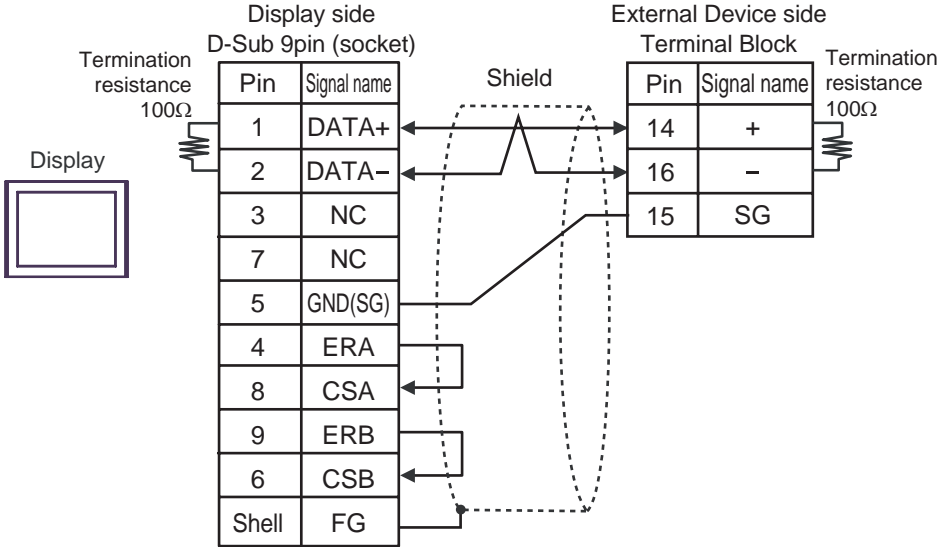 Display side
D-Sub 9pin (socket)
External Device side
Terminal Block
Termination
resistance
100Ω
Termination
resistance
100Ω
Shield
Display
Pin Signal name
1 DATA+
2 DATA−
3 NC
7 NC
5 GND(SG)
4 ERA
8 CSA
9 ERB
6 CSB
Shell FG
Pin Signal name
14 +
16 −
15 SG